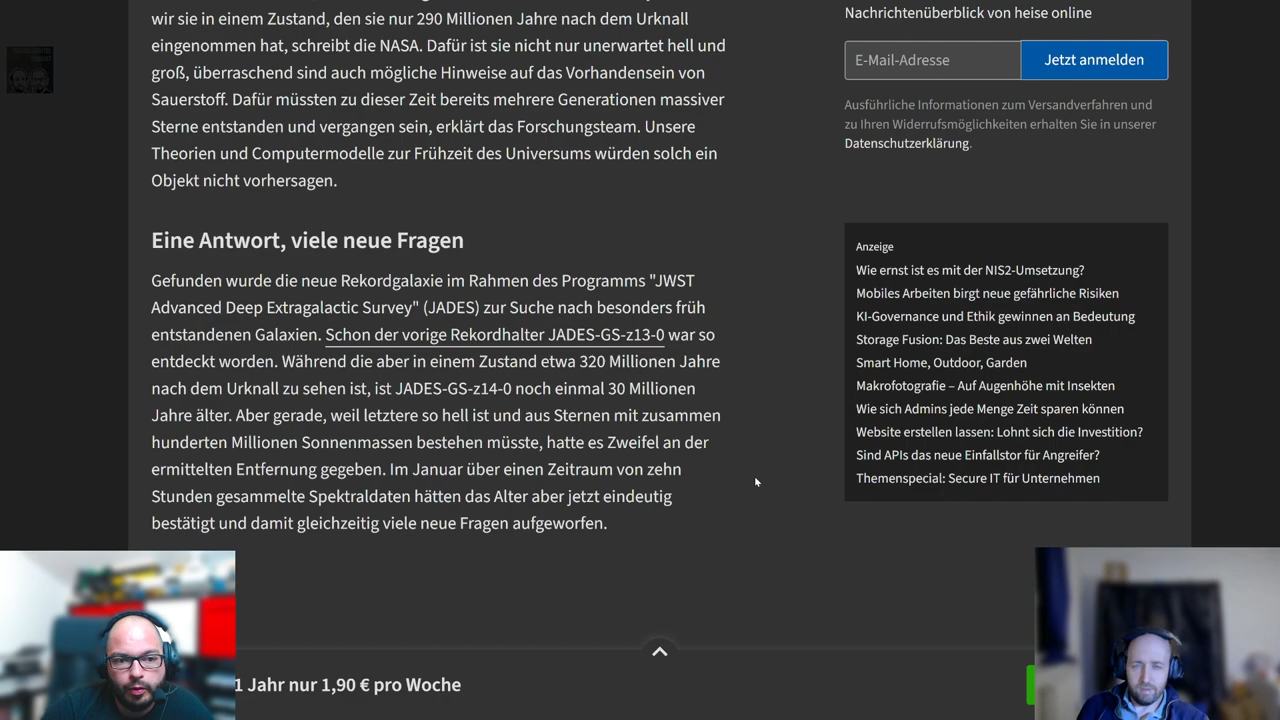 wir sie in einem Zustand, den sie nur 290 Millionen Jahre nach dem Urknall
eingenommen hat, schreibt die NASA. Dafür ist sie nicht nur unerwartet hell und
groß, überraschend sind auch mögliche Hinweise auf das Vorhandensein von
Sauerstoff. Dafür müssten zu dieser Zeit bereits mehrere Generationen massiver
Sterne entstanden und vergangen sein, erklärt das Forschungsteam. Unsere
Theorien und Computermodelle zur Frühzeit des Universums würden solch ein
Objekt nicht vorhersagen.
Eine Antwort, viele neue Fragen
Gefunden wurde die neue Rekordgalaxie im Rahmen des Programms "JWST
Advanced Deep Extragalactic Survey" (JADES) zur Suche nach besonders früh
entstandenen Galaxien. Schon der vorige Rekordhalter JADES-GS-z13-0 war so
entdeckt worden. Während die aber in einem Zustand etwa 320 Millionen Jahre
nach dem Urknall zu sehen ist, ist JADES-GS-z14-0 noch einmal 30 Millionen
Jahre älter. Aber gerade, weil letztere so hell ist und aus Sternen mit zusammen
hunderten Millionen Sonnenmassen bestehen müsste, hatte es Zweifel an der
ermittelten Entfernung gegeben. Im Januar über einen Zeitraum von zehn
Stunden gesammelte Spektraldaten hätten das Alter aber jetzt eindeutig
bestätigt und damit gleichzeitig viele neue Fragen aufgeworfen.
Nachrichtenüberblick von heise online
E-Mail-Adresse
Jetzt anmelden
Ausführliche Informationen zum Versandverfahren und
zu Ihren Widerrufsmöglichkeiten erhalten Sie in unserer
Datenschutzerklärung.
Anzeige
Wie ernst ist es mit der NIS2-Umsetzung?
Mobiles Arbeiten birgt neue gefährliche Risiken
KI-Governance und Ethik gewinnen an Bedeutung
Storage Fusion: Das Beste aus zwei Welten
Smart Home, Outdoor, Garden
Makrofotografie – Auf Augenhöhe mit Insekten
Wie sich Admins jede Menge Zeit sparen können
Website erstellen lassen: Lohnt sich die Investition?
Sind APIs das neue Einfallstor für Angreifer?
Themenspecial: Secure IT für Unternehmen
1 Jahr nur 1,90 € pro Woche